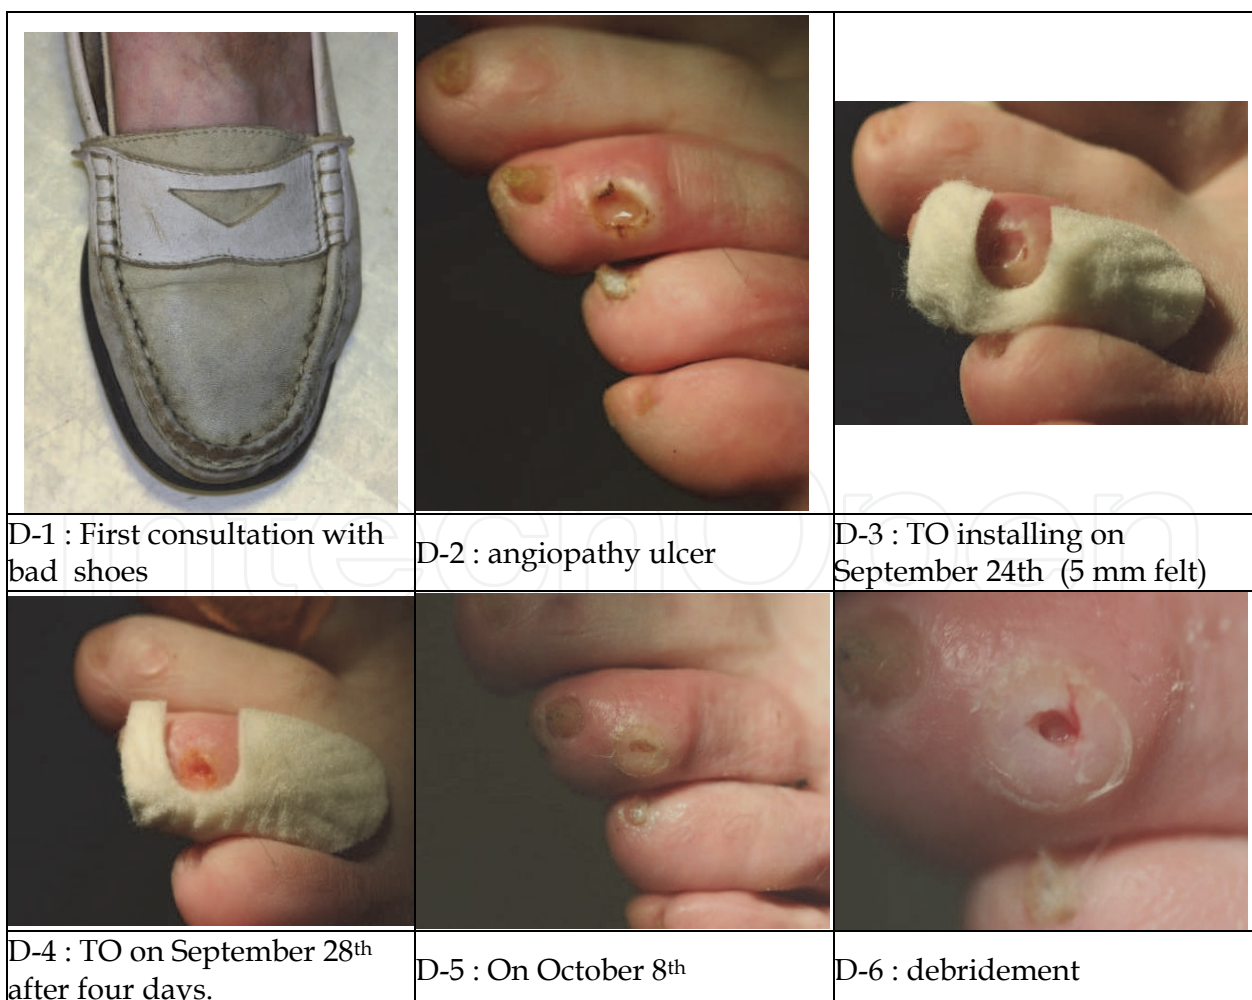 D-1 : First consultation with
bad shoes
D-2 : angiopathy ulcer
D-3 : TO installing on
September 24th (5 mm felt)
IntechOpen
D-4 : TO on September 28th
after four days.
D-5 : On October 8th
D-6 : debridement